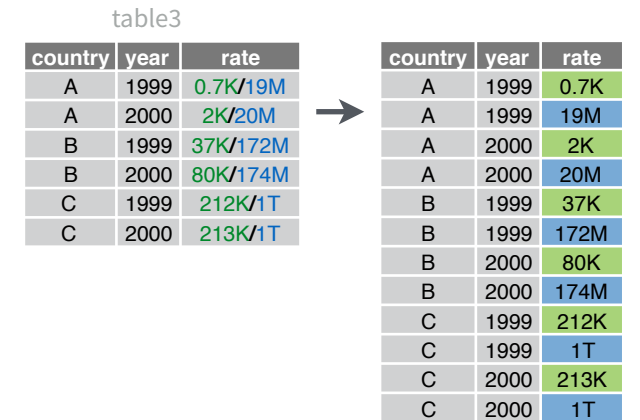 table3
country year rate
A 1999 0.7K/19M
A 2000 2K/20M
B 1999 37K/172M
B 2000 80K/174M
C 1999 212K/1T
C 2000 213K/1T
country year rate
A 1999 0.7K
A 1999 19M
A 2000 2K
A 2000 20M
B 1999 37K
B 1999 172M
B 2000 80K
B 2000 174M
C 1999 212K
C 1999 1T
C 2000 213K
C 2000 1T